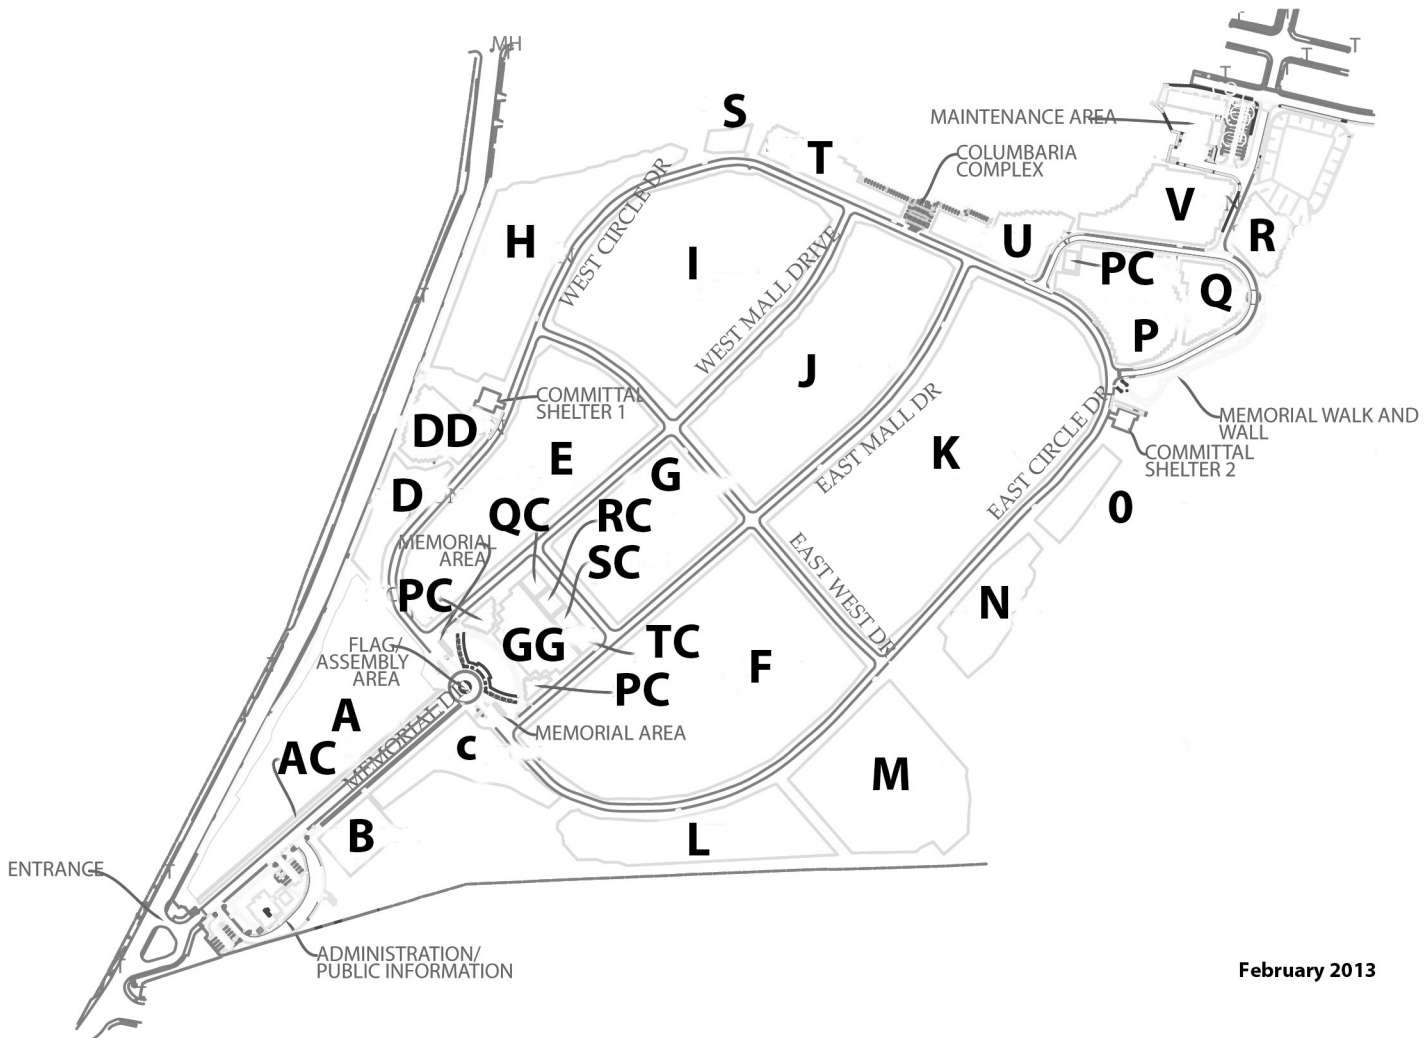 MH
S
T
MAINTENANCE AREA
COLUMBARIA
COMPLEX
H
WEST CIRCLE DR
I
WEST MALL DRIVE
U
V
R
PC
Q
P
J
COMMITTAL
SHELTER 1
DD
E
G
EAST MALL DR
K
EAST CIRCLE DR
MEMORIAL WALK AND
WALL
COMMITTAL
SHELTER 2
0
D
QC
RC
SC
MEMORIAL
AREA
PC
EAST WEST DR
N
GG
TC
PC
F
FLAG/
ASSEMBLY
AREA
A
AC
MEMORIAL D
c
MEMORIAL AREA
M
B
L
ENTRANCE
ADMINISTRATION/
PUBLIC INFORMATION
February 2013